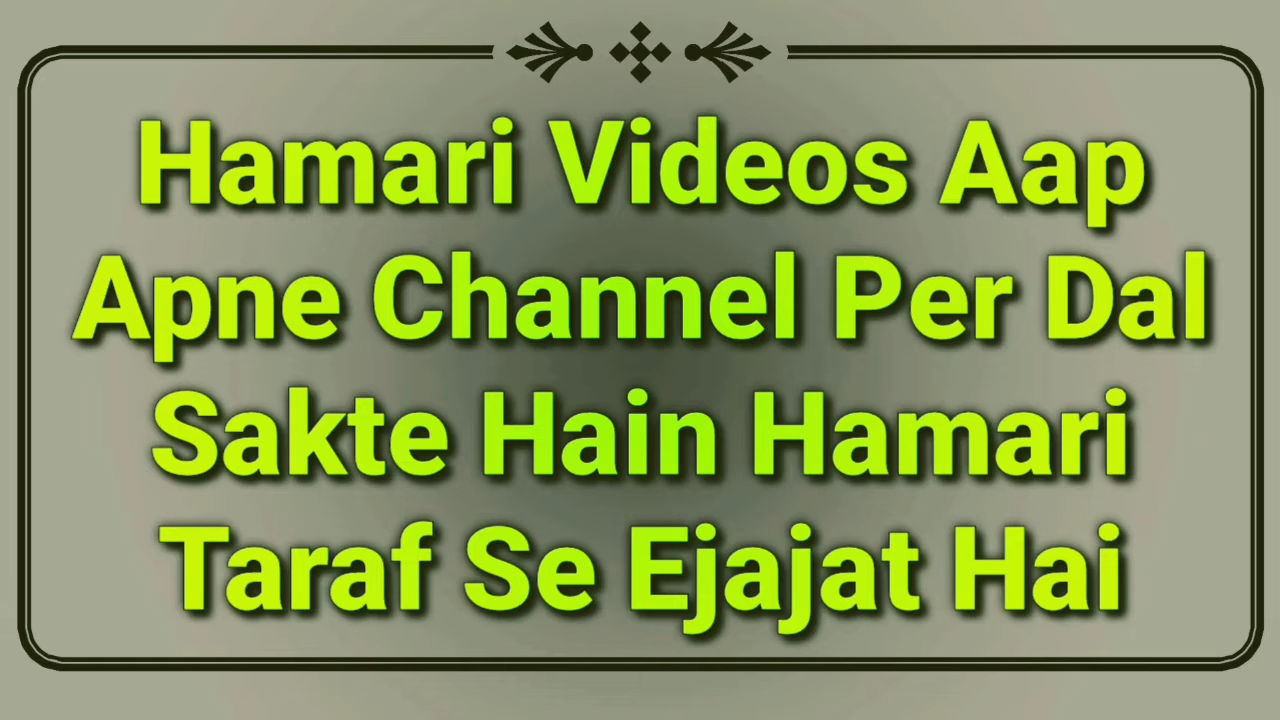 Hamari Videos Aap
Apne Channel Per Dal
Sakte Hain Hamari
Taraf Se Ejajat Hai